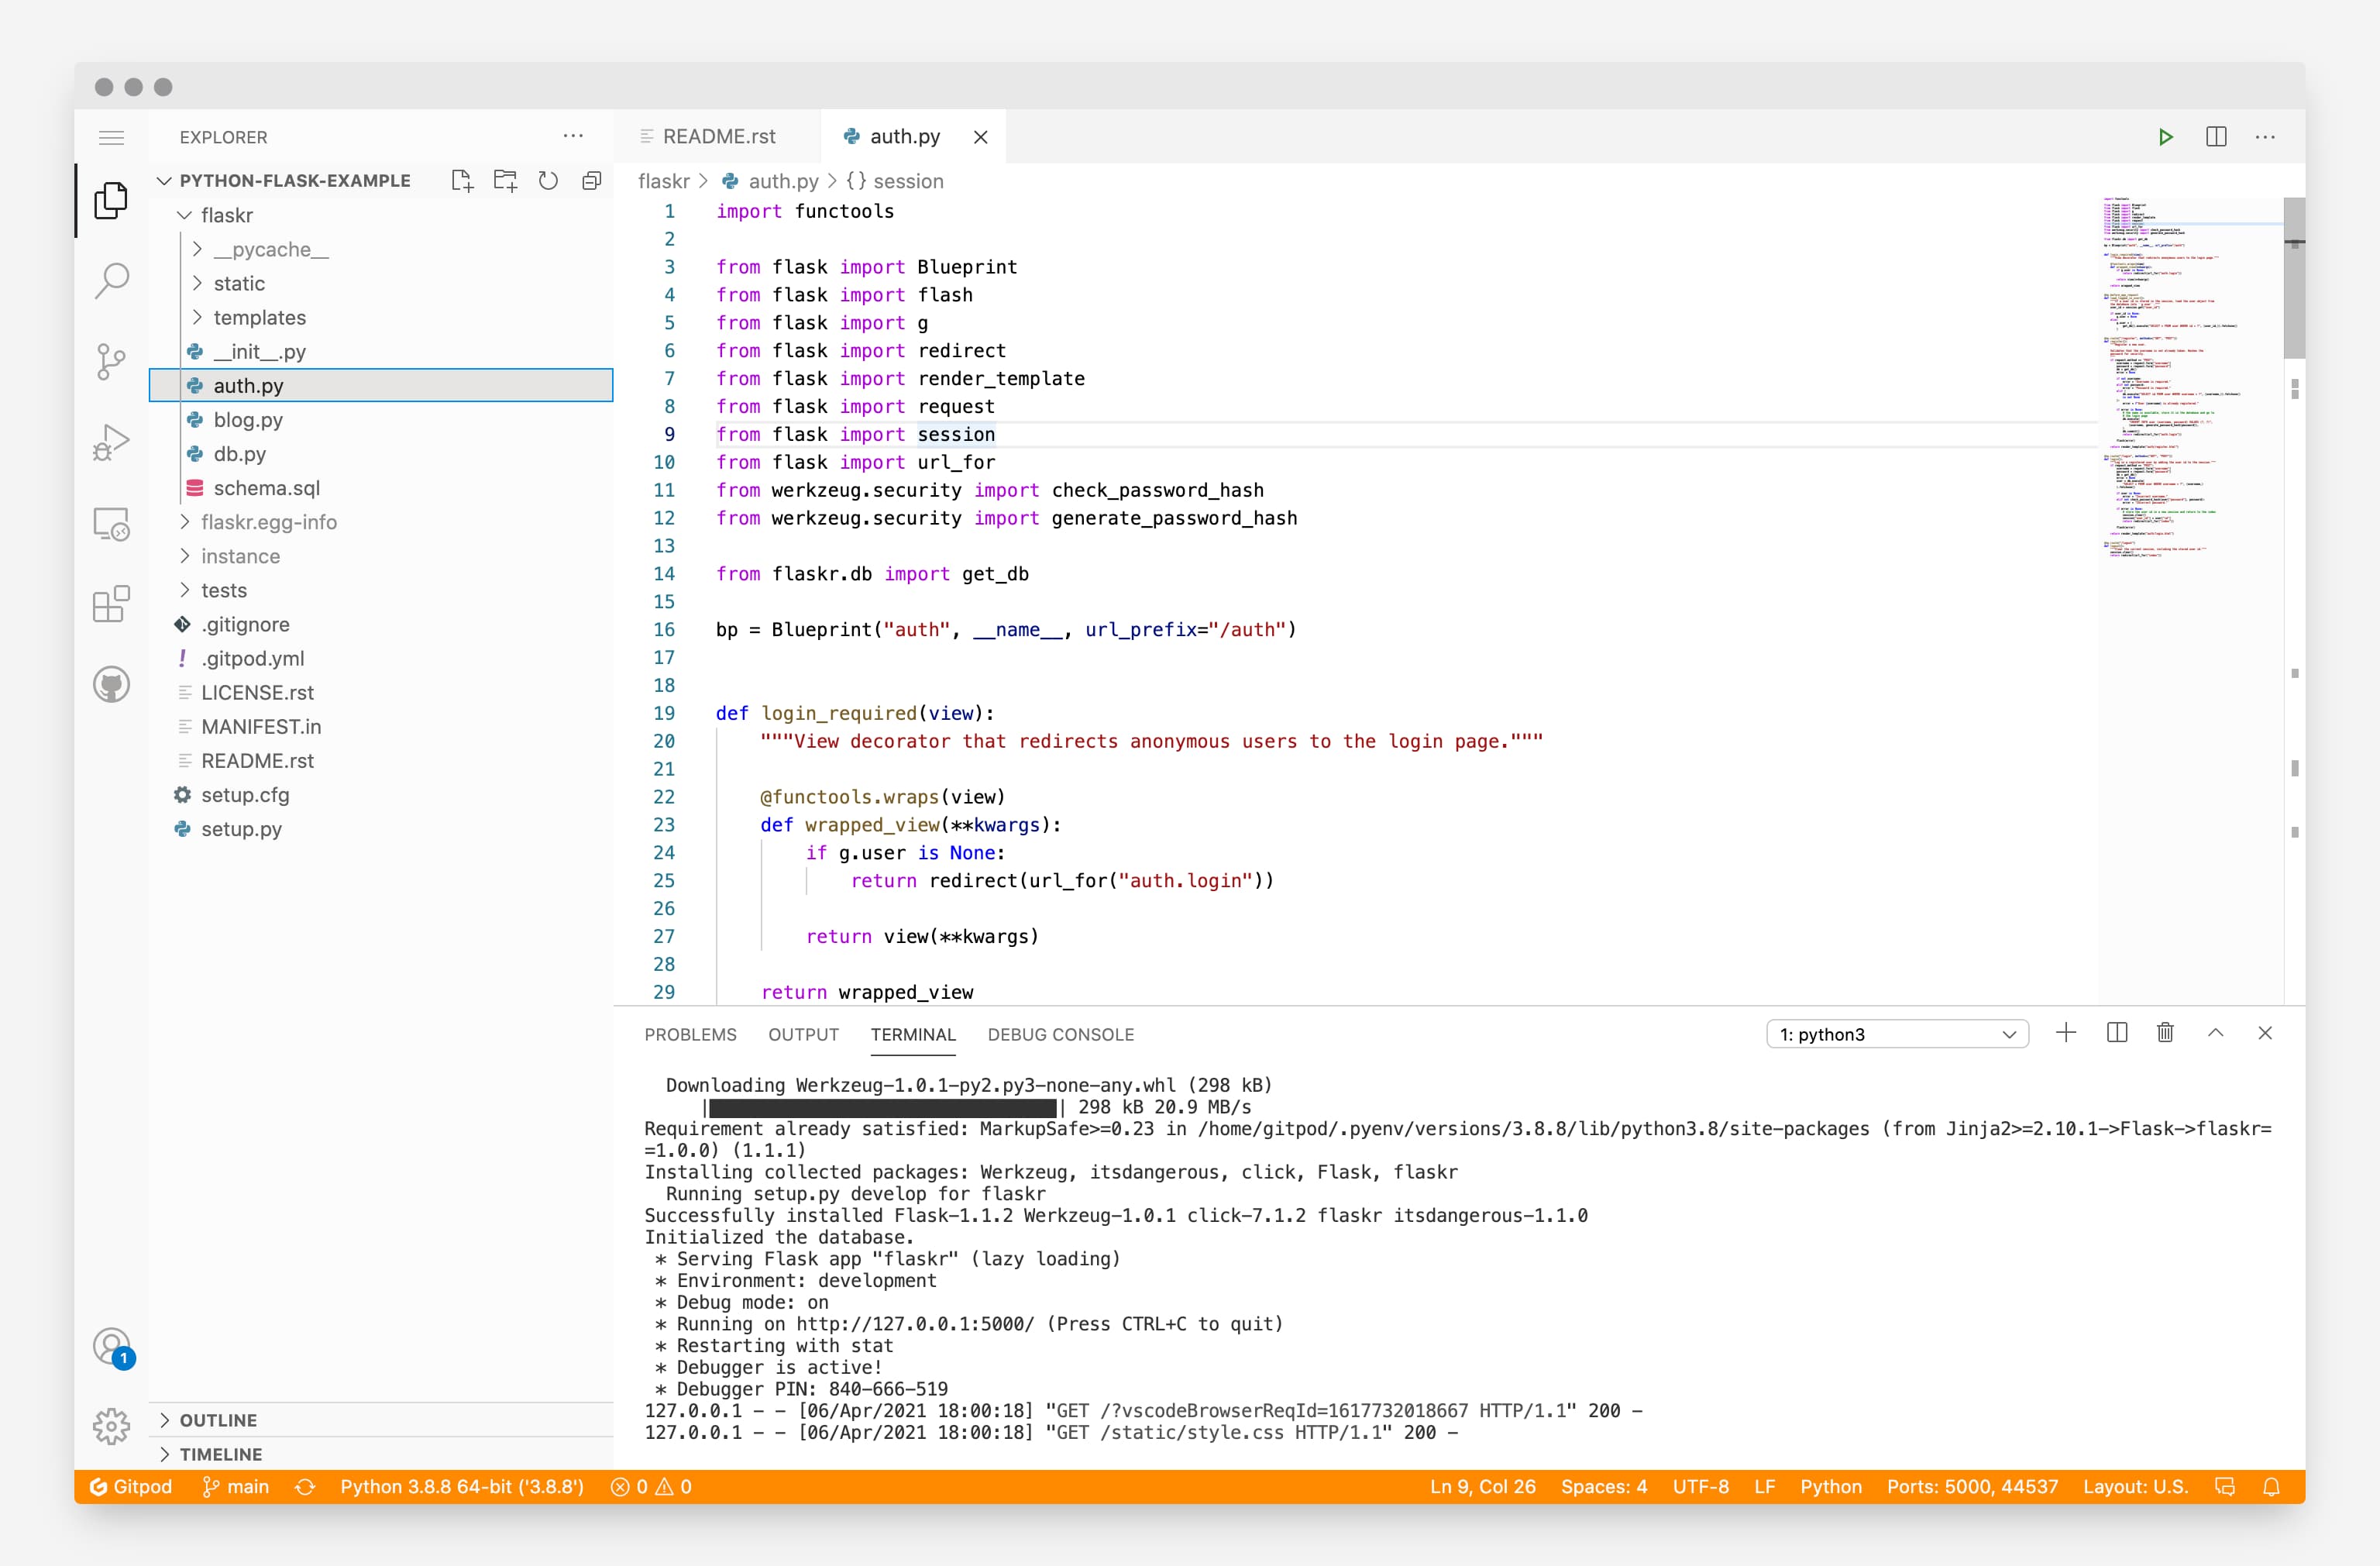 EXPLORER
PYTHON-FLASK-EXAMPLE
flaskr
__pycache__
static
templates
__init__.py
auth.py
blog.py
db.py
schema.sql
flaskr.egg-info
instance
tests
.gitignore
.gitpod.yml
LICENSE.rst
MANIFEST.in
README.rst
setup.cfg
setup.py
1
OUTLINE
TIMELINE
README.rst auth.py
flaskr > auth.py > {} session
1 import functools
2
3 from flask import Blueprint
4 from flask import flash
5 from flask import g
6 from flask import redirect
7 from flask import render_template
8 from flask import request
9 from flask import session
10 from flask import url_for
11 from werkzeug.security import check_password_hash
12 from werkzeug.security import generate_password_hash
13
14 from flaskr.db import get_db
15
16 bp = Blueprint("auth", __name__, url_prefix="/auth")
17
18
19 def login_required(view):
20 """View decorator that redirects anonymous users to the login page."""
21
22 @functools.wraps(view)
23 def wrapped_view(**kwargs):
24 if g.user is None:
25 return redirect(url_for("auth.login"))
26
27 return view(**kwargs)
28
29 return wrapped_view
PROBLEMS OUTPUT TERMINAL DEBUG CONSOLE 1: python3
Downloading Werkzeug-1.0.1-py2.py3-none-any.whl (298 kB)
| | 298 kB 20.9 MB/s
Requirement already satisfied: MarkupSafe>=0.23 in /home/gitpod/.pyenv/versions/3.8.8/lib/python3.8/site-packages (from Jinja2>=2.10.1->Flask->flaskr=
=1.0.0) (1.1.1)
Installing collected packages: Werkzeug, itsdangerous, click, Flask, flaskr
Running setup.py develop for flaskr
Successfully installed Flask-1.1.2 Werkzeug-1.0.1 click-7.1.2 flaskr itsdangerous-1.1.0
Initialized the database.
* Serving Flask app "flaskr" (lazy loading)
* Environment: development
* Debug mode: on
* Running on http://127.0.0.1:5000/ (Press CTRL+C to quit)
* Restarting with stat
* Debugger is active!
* Debugger PIN: 840-666-519
127.0.0.1 - - [06/Apr/2021 18:00:18] "GET /?vscodeBrowserReqId=1617732018667 HTTP/1.1" 200 -
127.0.0.1 - - [06/Apr/2021 18:00:18] "GET /static/style.css HTTP/1.1" 200 -
Gitpod main Python 3.8.8 64-bit ('3.8.8') 0 0 Ln 9, Col 26 Spaces: 4 UTF-8 LF Python Ports: 5000, 44537 Layout: U.S.